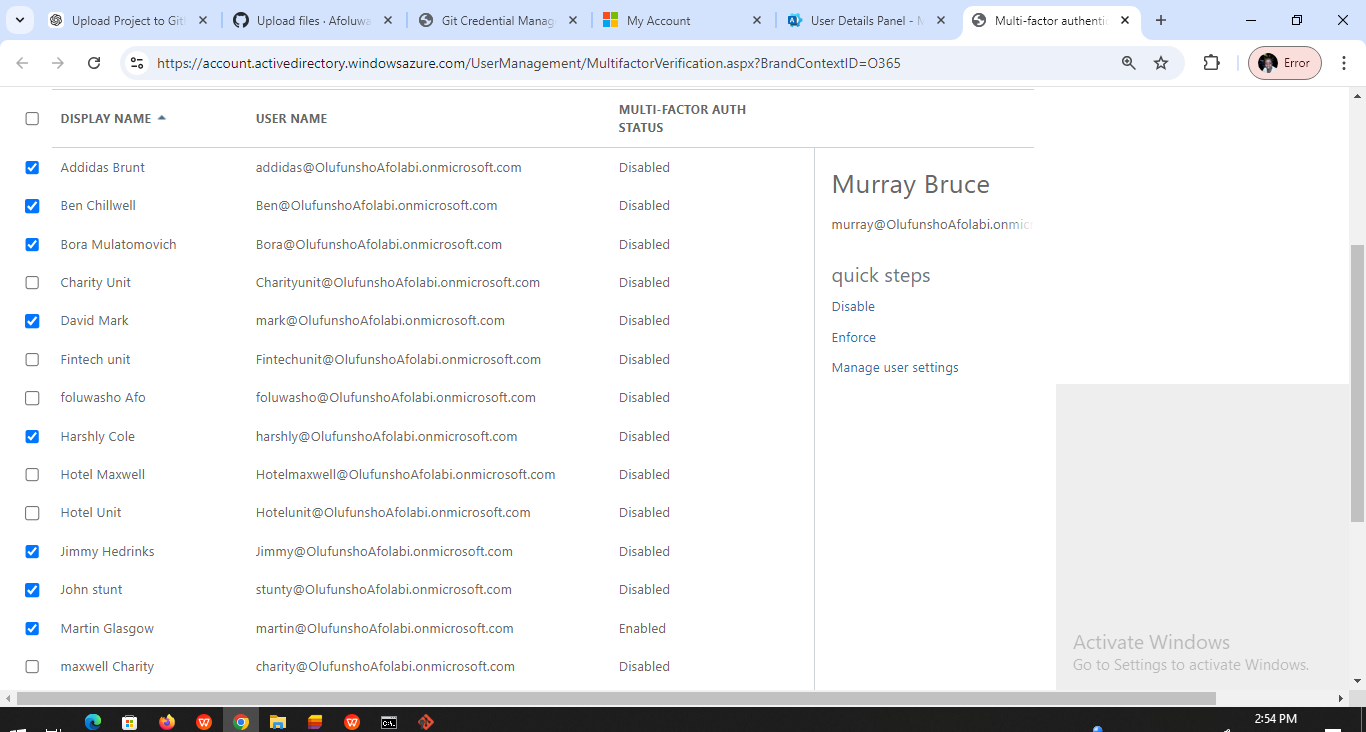 Upload Project to Git
Upload files · Afoluwa
Git Credential Manag
My Account
User Details Panel - M
Multi-factor authentic
https://account.activedirectory.windowsazure.com/UserManagement/MultifactorVerification.aspx?BrandContextID=O365
Error
DISPLAY NAME USER NAME MULTI-FACTOR AUTH
STATUS
Addidas Brunt addidas@OlufunshoAfolabi.onmicrosoft.com Disabled
Ben Chillwell Ben@OlufunshoAfolabi.onmicrosoft.com Disabled
Bora Mulatomovich Bora@OlufunshoAfolabi.onmicrosoft.com Disabled
Charity Unit Charityunit@OlufunshoAfolabi.onmicrosoft.com Disabled
David Mark mark@OlufunshoAfolabi.onmicrosoft.com Disabled
Fintech unit Fintechunit@OlufunshoAfolabi.onmicrosoft.com Disabled
foluwasho Afo foluwasho@OlufunshoAfolabi.onmicrosoft.com Disabled
Harshly Cole harshly@OlufunshoAfolabi.onmicrosoft.com Disabled
Hotel Maxwell Hotelmaxwell@OlufunshoAfolabi.onmicrosoft.com Disabled
Hotel Unit Hotelunit@OlufunshoAfolabi.onmicrosoft.com Disabled
Jimmy Hedrinks Jimmy@OlufunshoAfolabi.onmicrosoft.com Disabled
John stunt stunty@OlufunshoAfolabi.onmicrosoft.com Disabled
Martin Glasgow martin@OlufunshoAfolabi.onmicrosoft.com Enabled
maxwell Charity charity@OlufunshoAfolabi.onmicrosoft.com Disabled
Murray Bruce
murray@OlufunshoAfolabi.onmic
quick steps
Disable
Enforce
Manage user settings
Activate Windows
Go to Settings to activate Windows.
2:54 PM